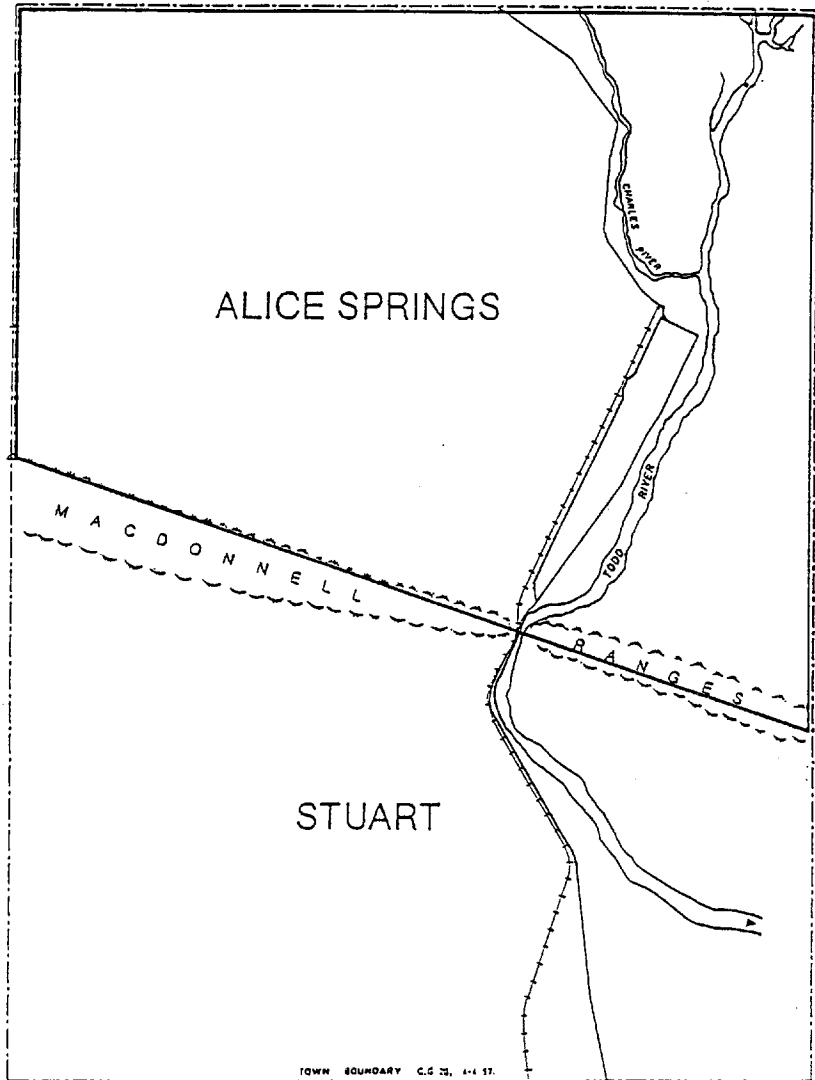 CHARLES RIVER
ALICE SPRINGS
TODD RIVER
MACDONNELL RANGES
STUART
TOWN BOUNDARY C.G